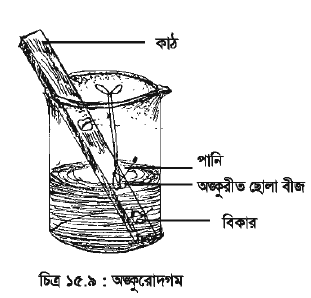 কাঠ
পানি
অঙ্কুরীত ছোলা বীজ
বিকার
চিত্র ১৫.৯ : অঙ্কুরোদগম